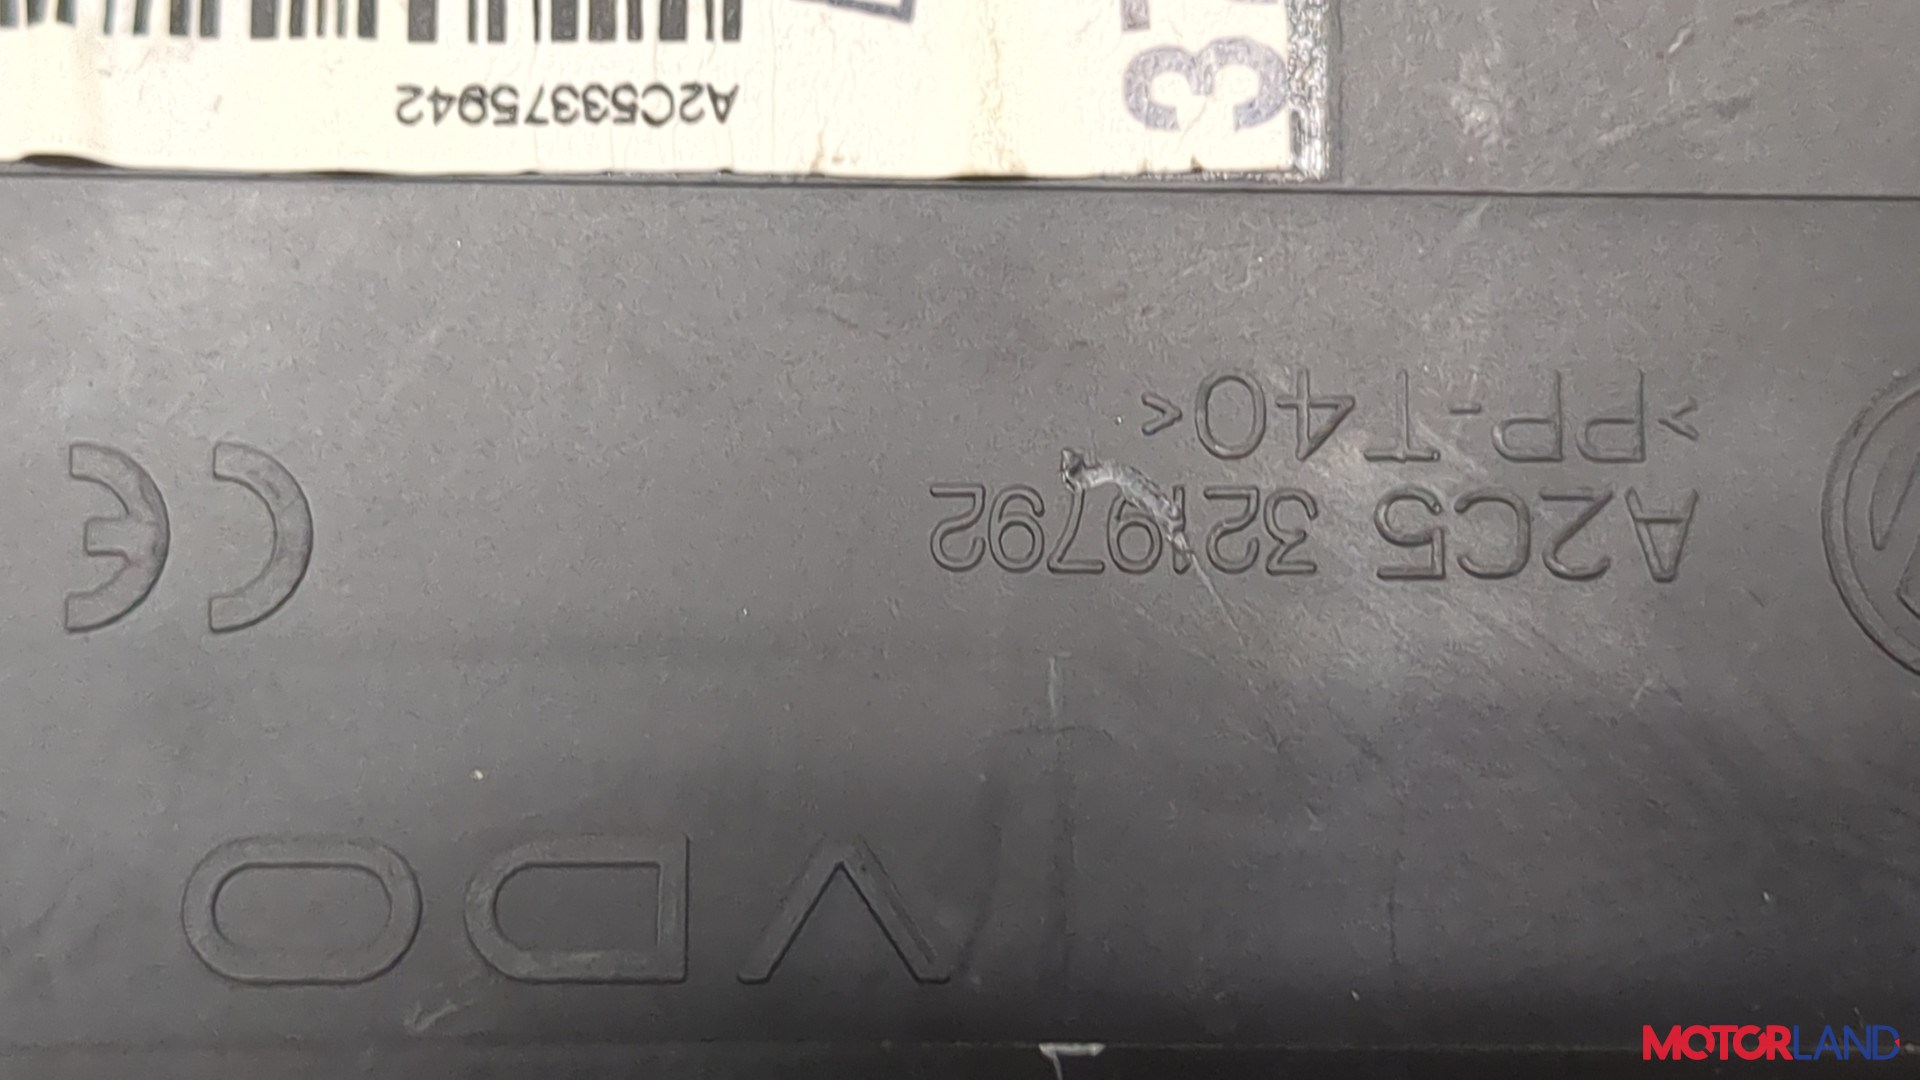 VDO
A2C5 3219792
CE
>PP-T40<
A2C53375942
MOTORLAND